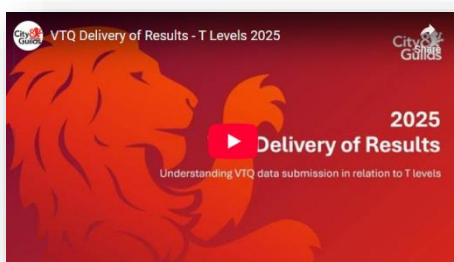 City&
Guilds
VTQ Delivery of Results - T Levels 2025
City&
Guilds
Share
2025
Delivery of Results
Understanding VTQ data submission in relation to T levels